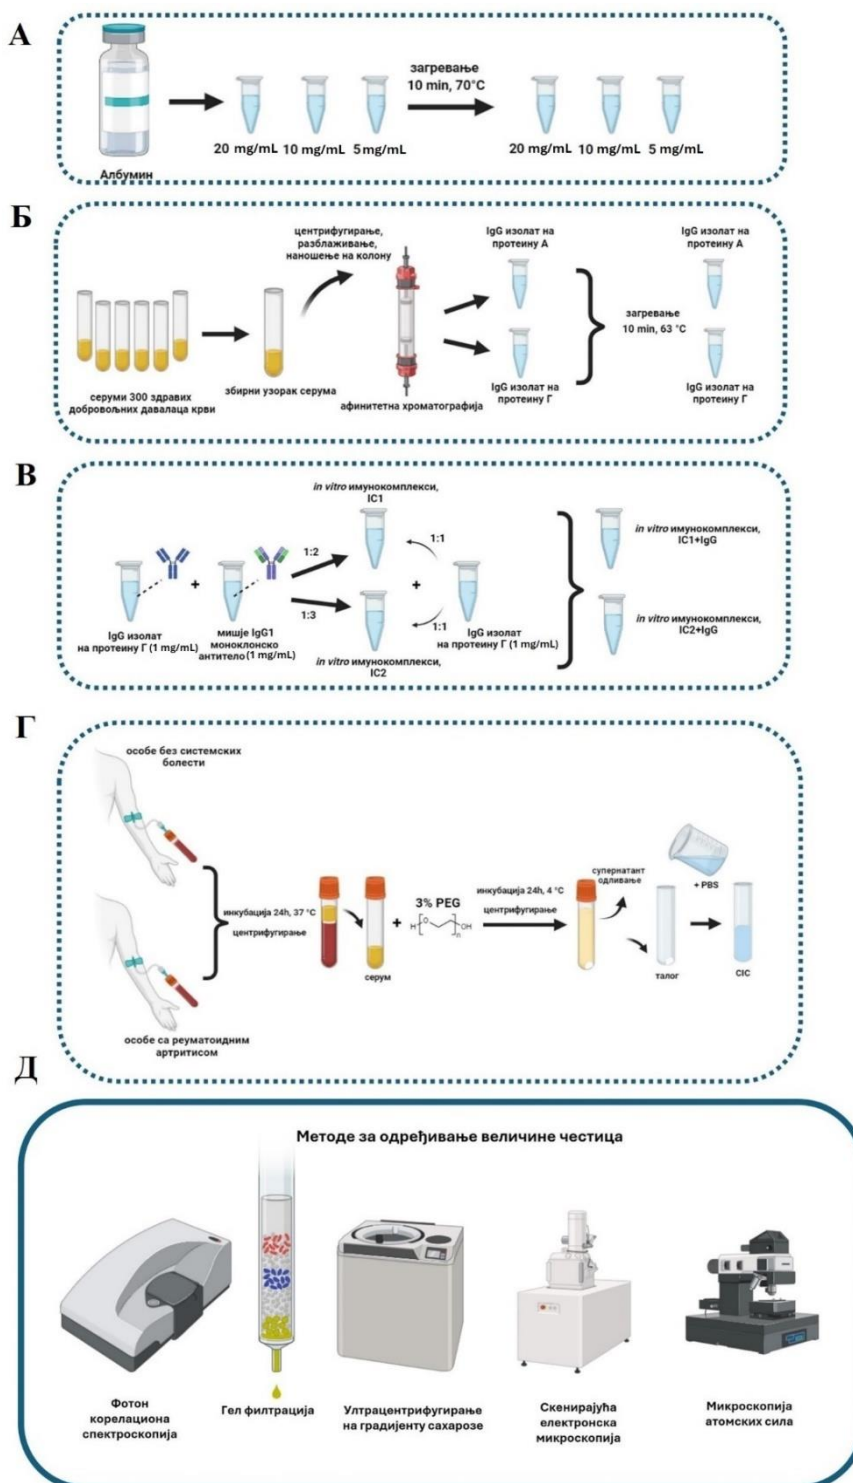 А
загревање
10 min, 70°C
20 mg/mL 10 mg/mL 5 mg/mL 20 mg/mL 10 mg/mL 5 mg/mL
Албумин
Б
центрифугирање,
разблаживање,
наношење на колону
IgG изолат на
протеину А
IgG изолат на
протеину А
загревање
10 min, 63 °C
серуми 300 здравих
добровољних давалаца крви
збирни узорак серума
афинитетна хроматографија
IgG изолат на
протеину Г
IgG изолат на
протеину Г
В
in vitro имунокомплекси,
IC1
1:2
1:1
+
+
1:3
1:1
IgG изолат
на протеину Г (1 mg/mL)
мишје IgG1
моноклонско
антитело (1 mg/mL)
in vitro имунокомплекси,
IC2
IgG изолат
на протеину Г (1 mg/mL)
in vitro имунокомплекси,
IC1+IgG
in vitro имунокомплекси,
IC2+IgG
Г
особе без системских
болести
особе са реуматоидним
артритисом
инкубација 24h, 37 °C
центрифугирање
серум
+
3% PEG
H [ O ]n OH
инкубација 24h, 4 °C
центрифугирање
супернатант
одливање
+ PBS
талог
CIC
Д
Методе за одређивање величине честица
Фотон
корелациона
спектроскопија
Гел филтрација
Ултрацентрифугирање
на градијенту сахарозе
Скенирајућа
електронска
микроскопија
Микроскопија
атомских сила